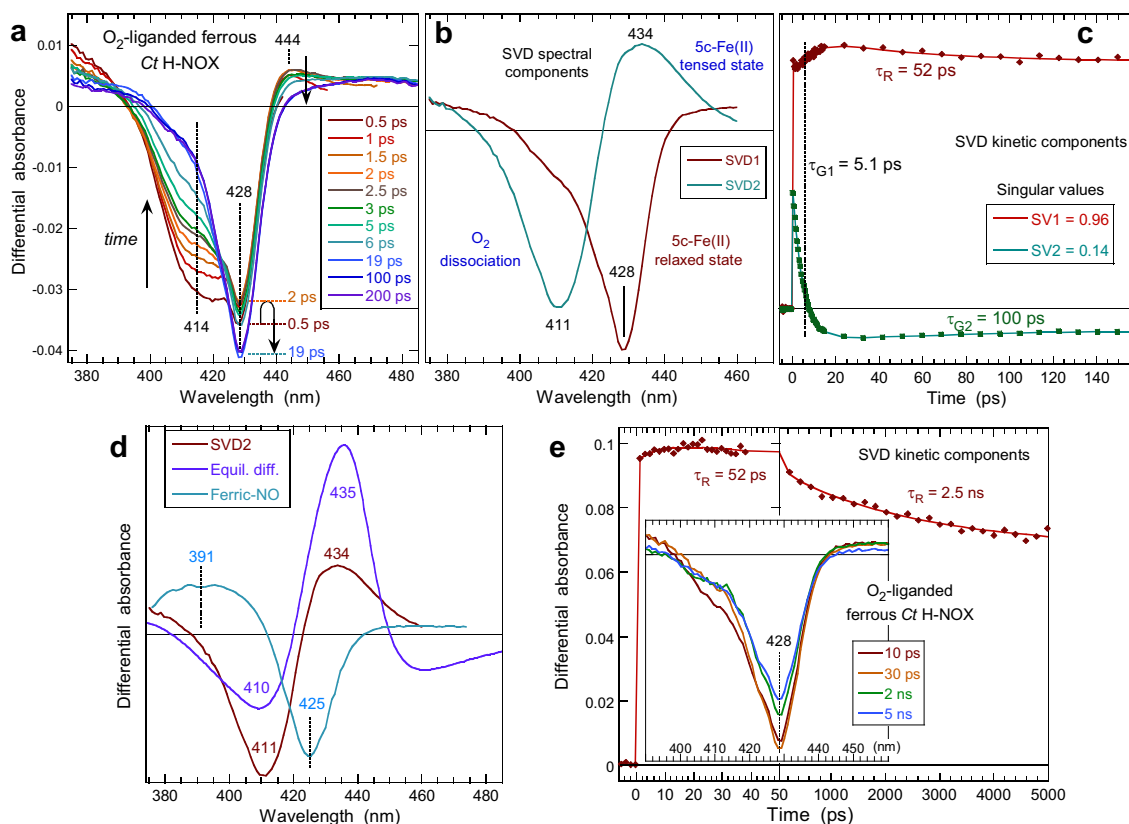 a
O2-liganded ferrous
Ct H-NOX
444
0.01
0
-0.01
-0.02
-0.03
-0.04
Differential absorbance
time
428
414
0.5 ps
1 ps
1.5 ps
2 ps
2.5 ps
3 ps
5 ps
6 ps
19 ps
100 ps
200 ps
2 ps
0.5 ps
19 ps
380 400 420 440 460 480
Wavelength (nm)
b
434
SVD spectral
components
5c-Fe(II)
tensed state
SVD1
SVD2
O2
dissociation
5c-Fe(II)
relaxed state
428
411
380 400 420 440 460
Wavelength (nm)
c
τR = 52 ps
τG1 = 5.1 ps
SVD kinetic components
Singular values
SV1 = 0.96
SV2 = 0.14
τG2 = 100 ps
0 20 40 60 80 100 120 140
Time (ps)
d
SVD2
Equil. diff.
Ferric-NO
435
434
391
410
425
411
Differential absorbance
375 390 405 420 435 450 465 480
Wavelength (nm)
e
0.1
0.08
0.06
0.04
0.02
0
Differential absorbance
SVD kinetic components
τR = 52 ps
τR = 2.5 ns
O2-liganded
ferrous Ct H-NOX
428
10 ps
30 ps
2 ns
5 ns
400 420 440 (nm)
0 10 20 30 40 50 1000 2000 3000 4000 5000
Time (ps)